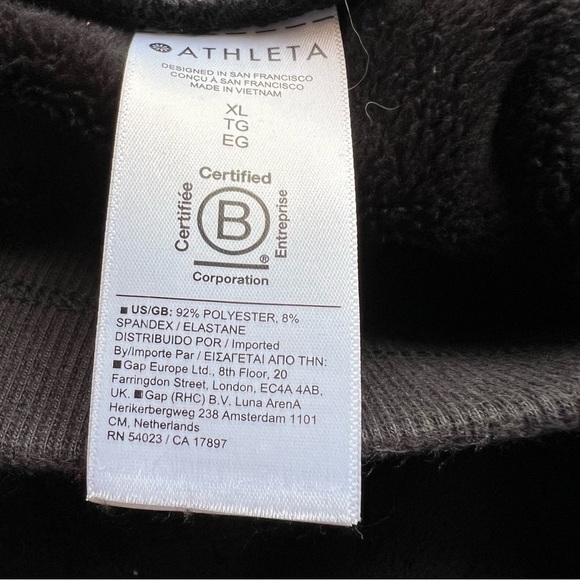 ATHLETA
DESIGNED IN SAN FRANCISCO
CONÇU À SAN FRANCISCO
MADE IN VIETNAM
XL
TG
EG
Certified
Certifiée
B
®
Entreprise
Corporation
■ US/GB: 92% POLYESTER, 8%
SPANDEX / ELASTANE
DISTRIBUIDO POR / Imported
By/Importe Par / ΕΙΣΑΓΕΤΑΙ ΑΠΟ ΤΗΝ:
■ Gap Europe Ltd., 8th Floor, 20
Farringdon Street, London, EC4A 4AB,
UK. ■ Gap (RHC) B.V. Luna ArenA
Herikerbergweg 238 Amsterdam 1101
CM, Netherlands
RN 54023 / CA 17897